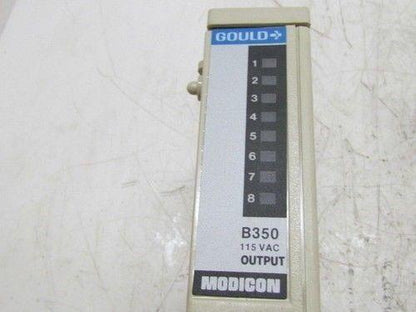 GOULD
1
2
3
4
5
6
7
8
B350
115 VAC
OUTPUT
MODICON